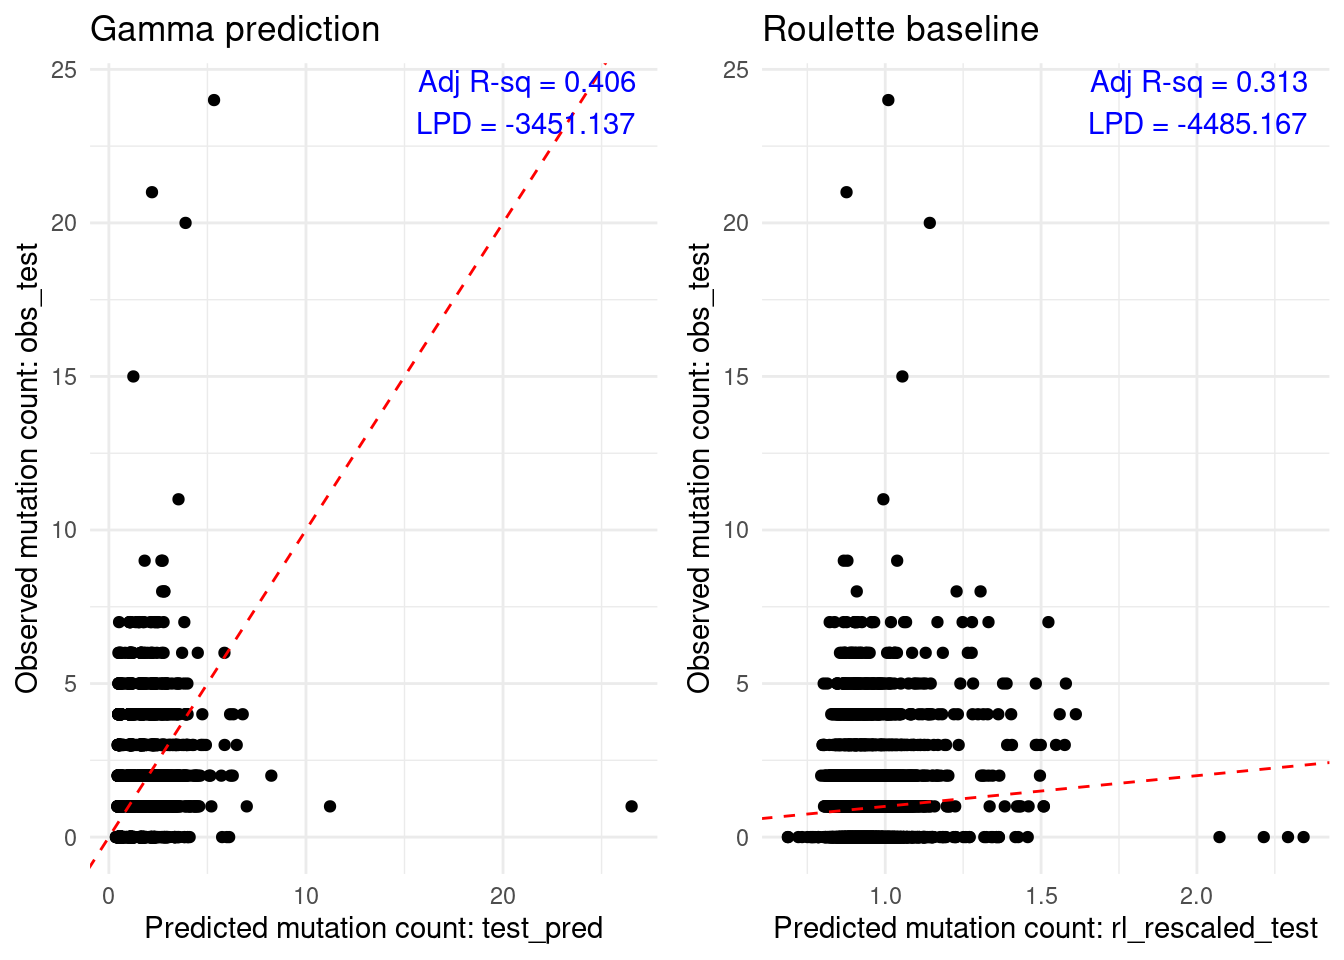 Gamma prediction
Adj R-sq = 0.406
LPD = -3451.137
Observed mutation count: obs_test
25
20
15
10
5
0
0
10
20
Predicted mutation count: test_pred
Roulette baseline
Adj R-sq = 0.313
LPD = -4485.167
Observed mutation count: obs_test
25
20
15
10
5
0
1.0
1.5
2.0
Predicted mutation count: rl_rescaled_test